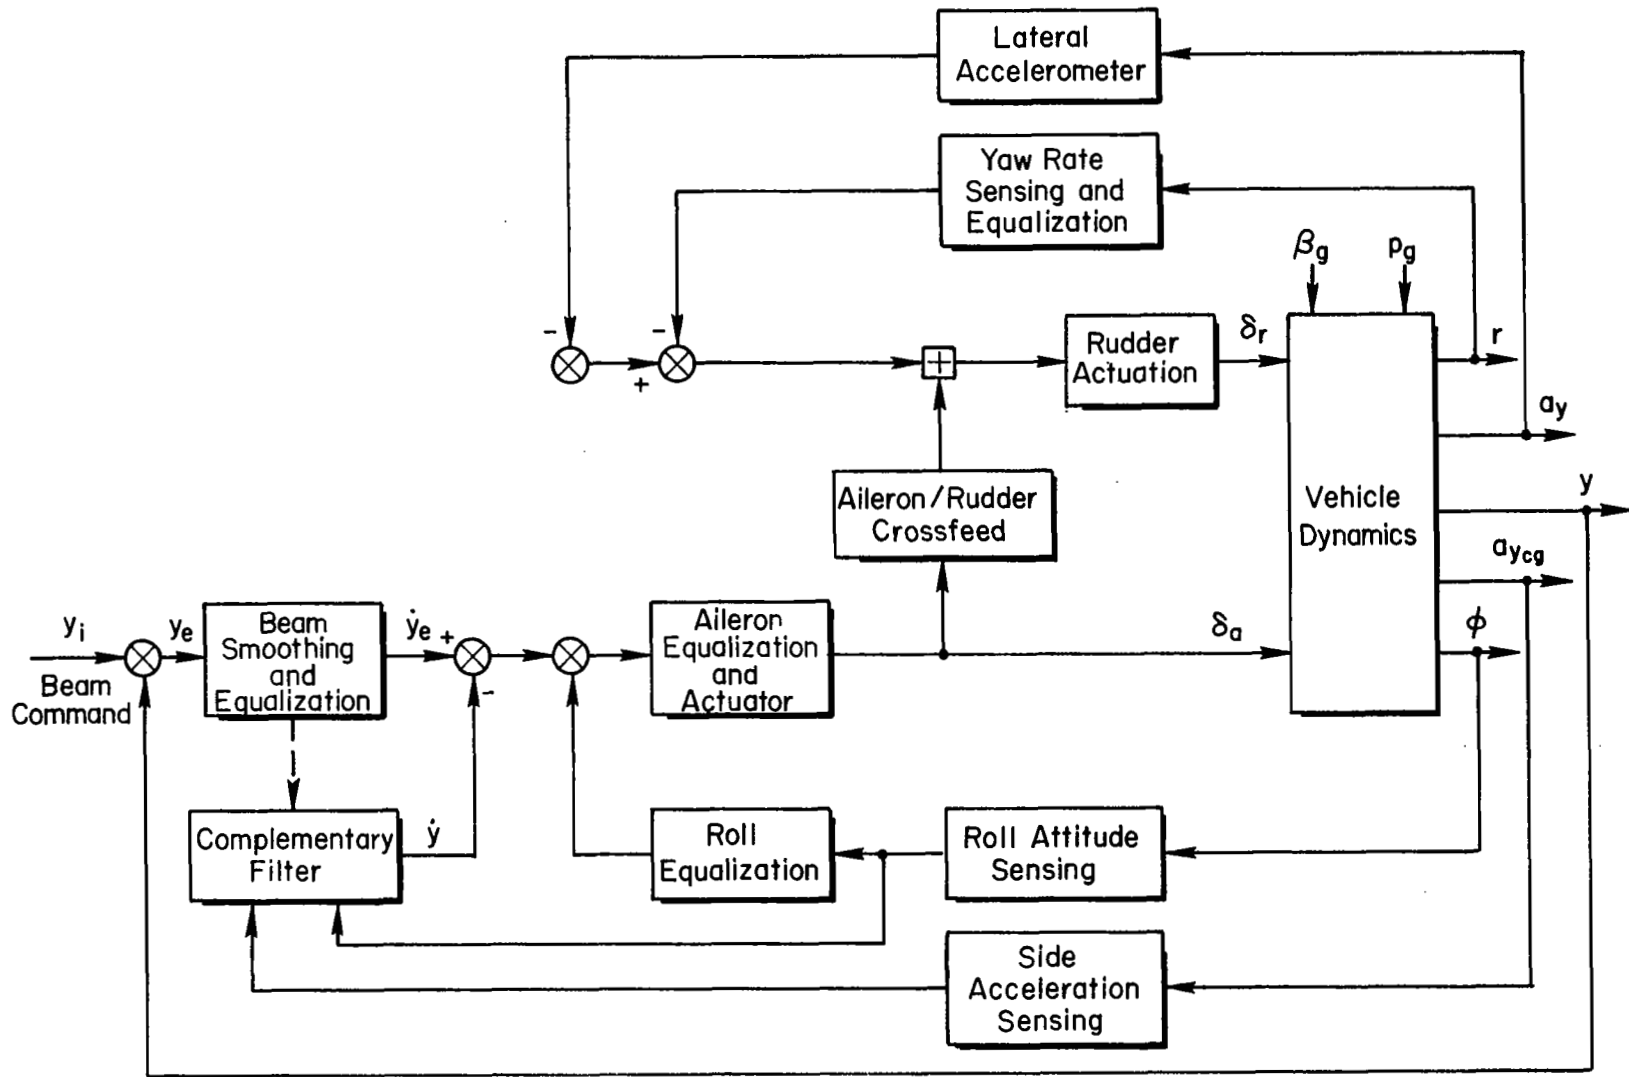 Lateral
Accelerometer
Yaw Rate
Sensing and
Equalization
βg
pg
-
-
+
+
Rudder
Actuation
δr
r
ay
Aileron/Rudder
Crossfeed
Vehicle
Dynamics
y
aycg
yi
Beam
Command
ye
Beam
Smoothing
and
Equalization
ẏe
+
-
Aileron
Equalization
and
Actuator
δa
ϕ
Complementary
Filter
ẏ
Roll
Equalization
Roll Attitude
Sensing
Side
Acceleration
Sensing